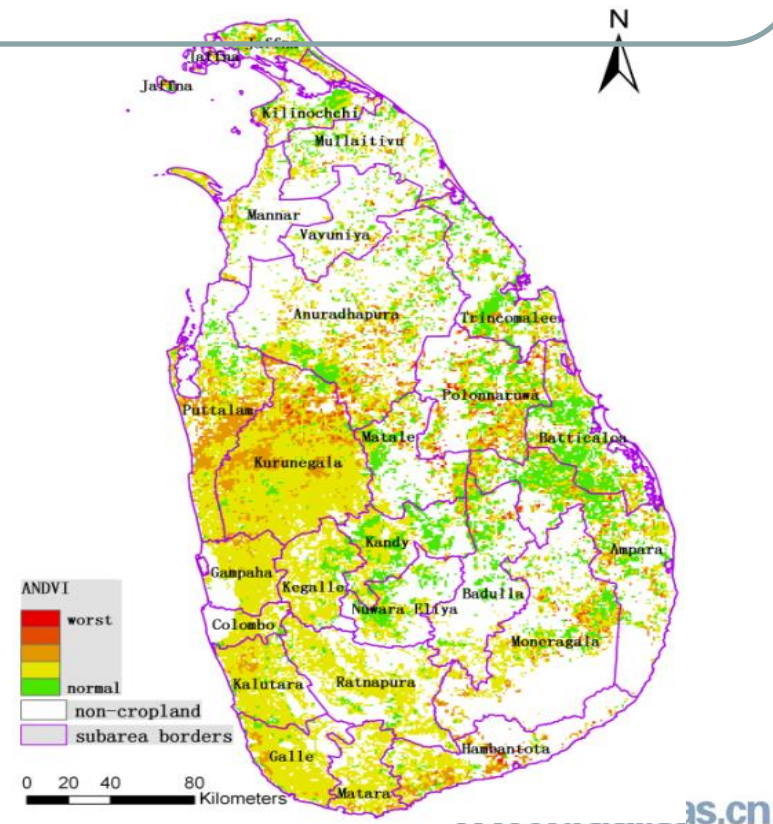 N
Jaffna
Jaffna
Jaffna
Kilinochchi
Mullaitivu
Mannar
Vavuniya
Anuradhapura
Trincomalee
Polonnaruwa
Puttalam
Matale
Batticaloa
Kurunegala
Kandy
Ampara
Gampaha
Kegalle
Badulla
Nuwara Eliya
Colombo
Moneragala
Kalutara
Ratnapura
Galle
Hambantota
Matara
ANDVI
worst
normal
non-cropland
subarea borders
0 20 40 80
Kilometers
as.cn